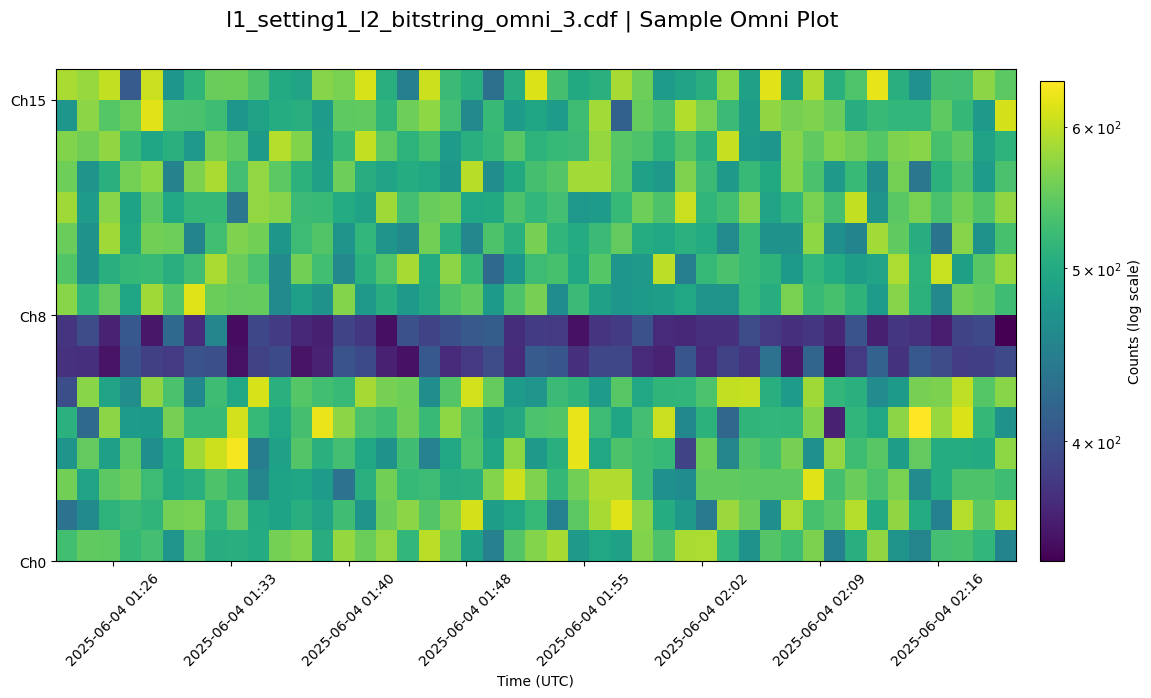 l1_setting1_l2_bitstring_omni_3.cdf | Sample Omni Plot
Ch15
Ch8
Ch0
2025-06-04 01:26
2025-06-04 01:33
2025-06-04 01:40
2025-06-04 01:48
2025-06-04 01:55
2025-06-04 02:02
2025-06-04 02:09
2025-06-04 02:16
Time (UTC)
6 × 10²
5 × 10²
4 × 10²
Counts (log scale)